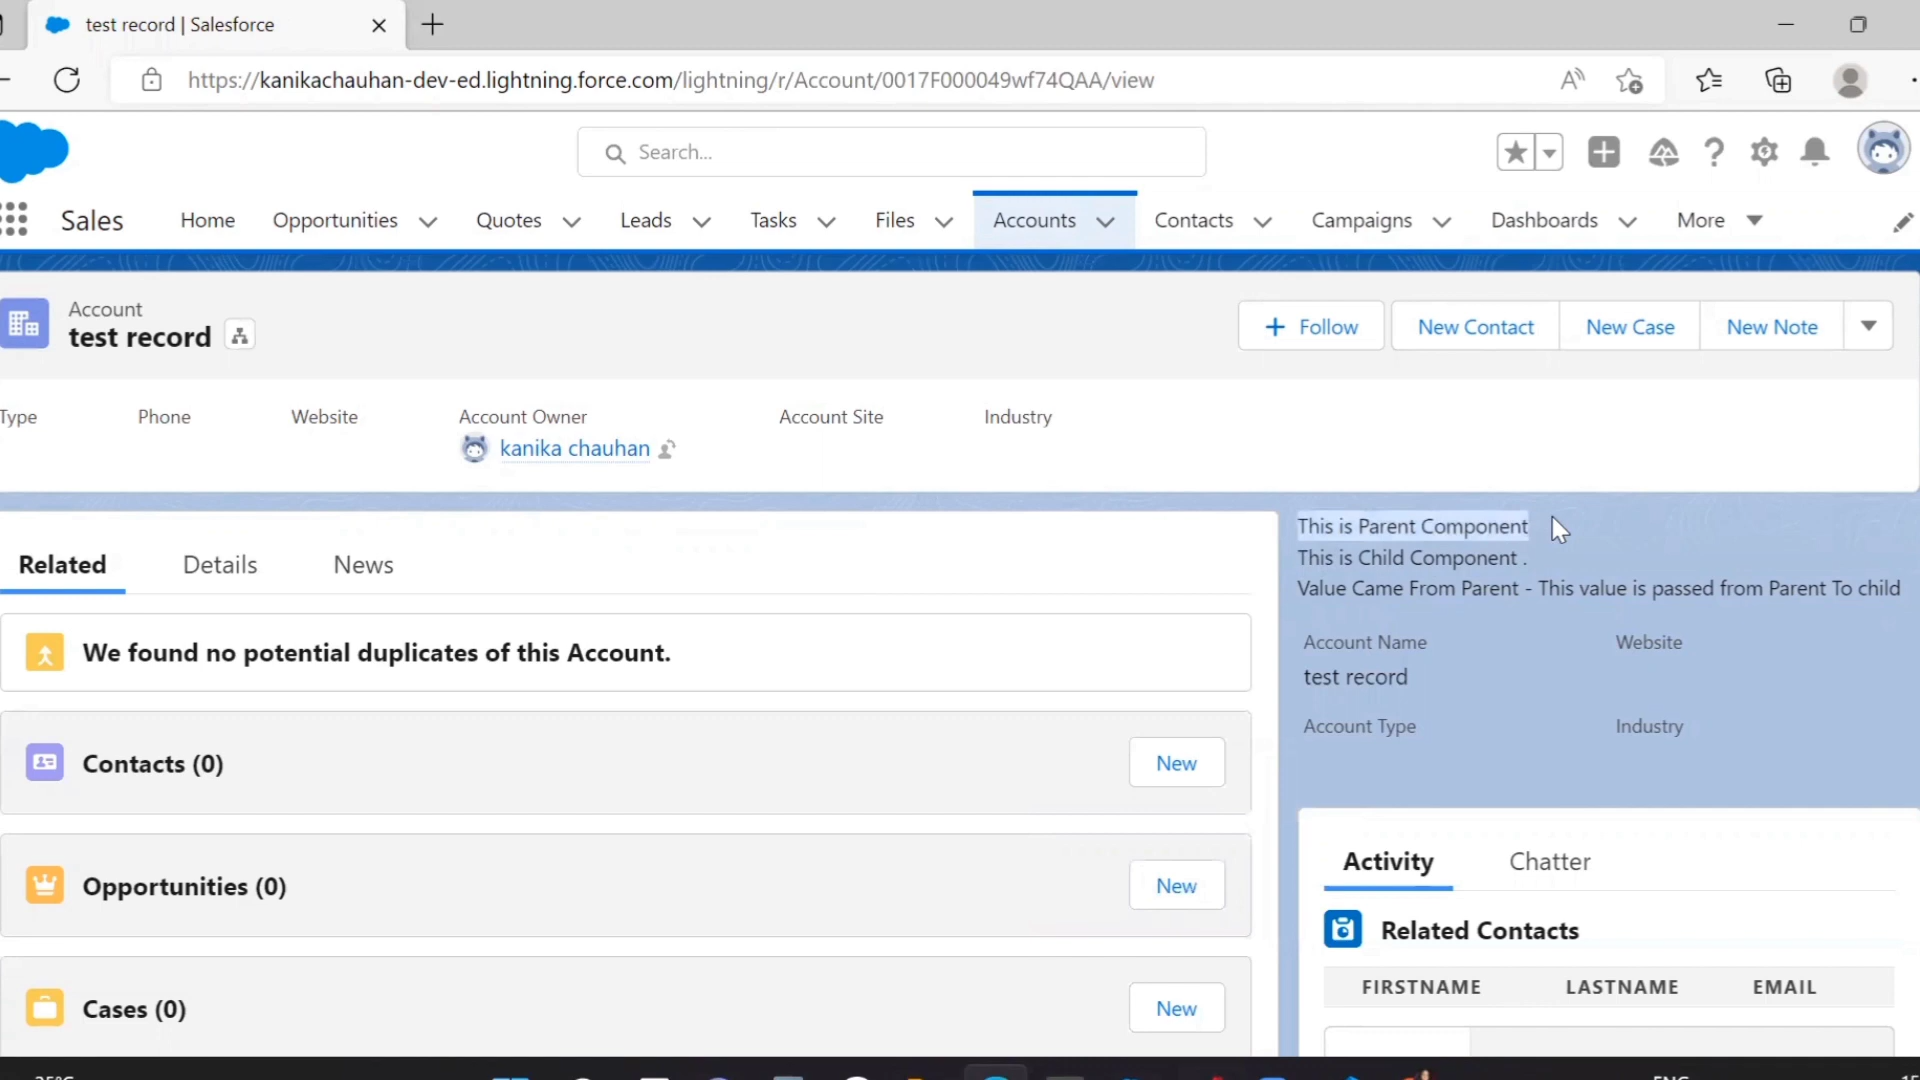 test record | Salesforce
https://kanikachauhan-dev-ed.lightning.force.com/lightning/r/Account/0017F000049wf74QAA/view
Search...
Sales Home Opportunities Quotes Leads Tasks Files Accounts Contacts Campaigns Dashboards More
Account
test record
Follow New Contact New Case New Note
Type Phone Website Account Owner Account Site Industry
kanika chauhan
This is Parent Component
This is Child Component .
Value Came From Parent - This value is passed from Parent To child
Related Details News
Account Name Website
test record
We found no potential duplicates of this Account.
Account Type Industry
Contacts (0) New
Activity Chatter
Opportunities (0) New
Related Contacts
FIRSTNAME LASTNAME EMAIL
Cases (0) New